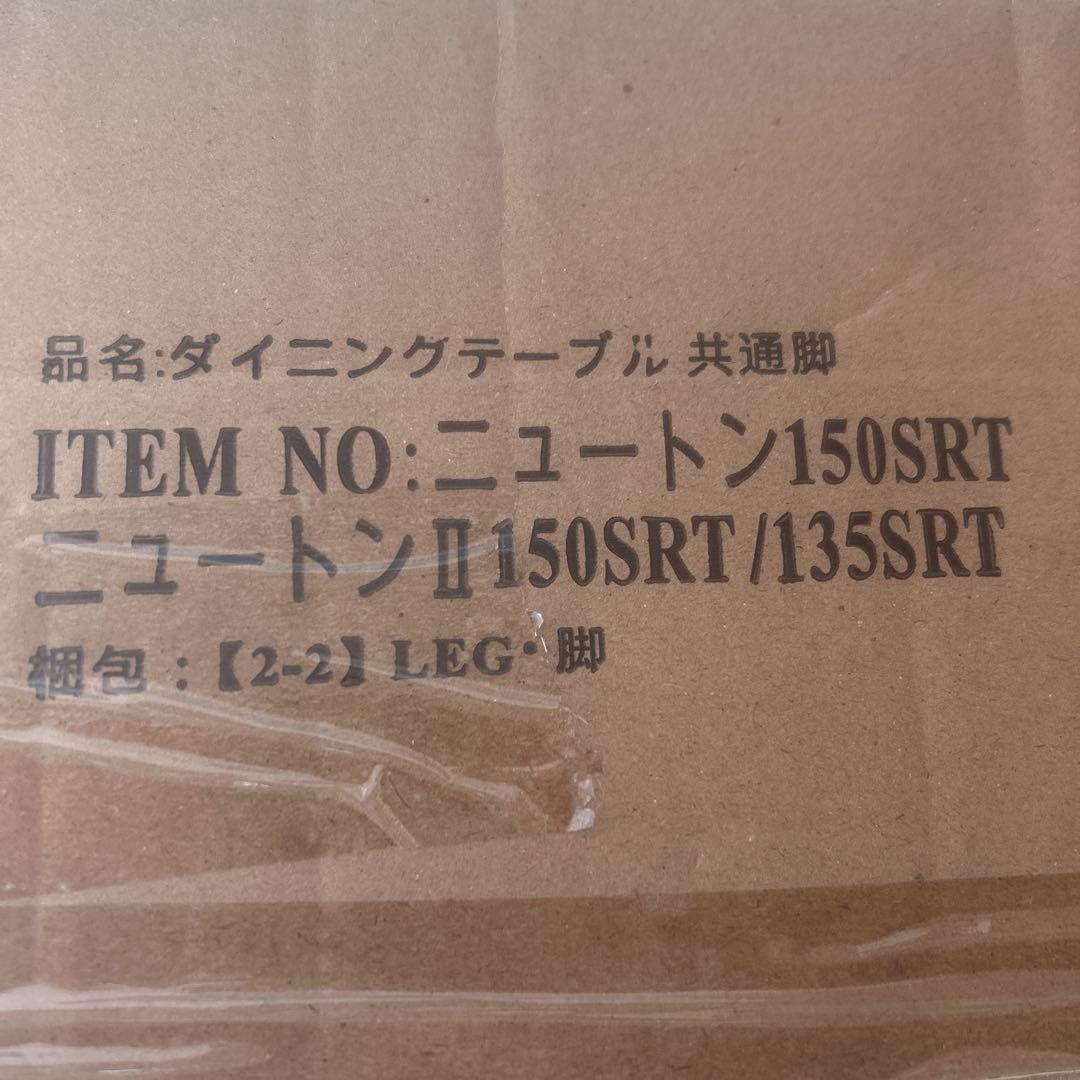 品名:ダイニングテーブル 共通脚
ITEM NO:ニュートン150SRT
ニュートンⅡ150SRT/135SRT
梱包:【2-2】LEG・脚